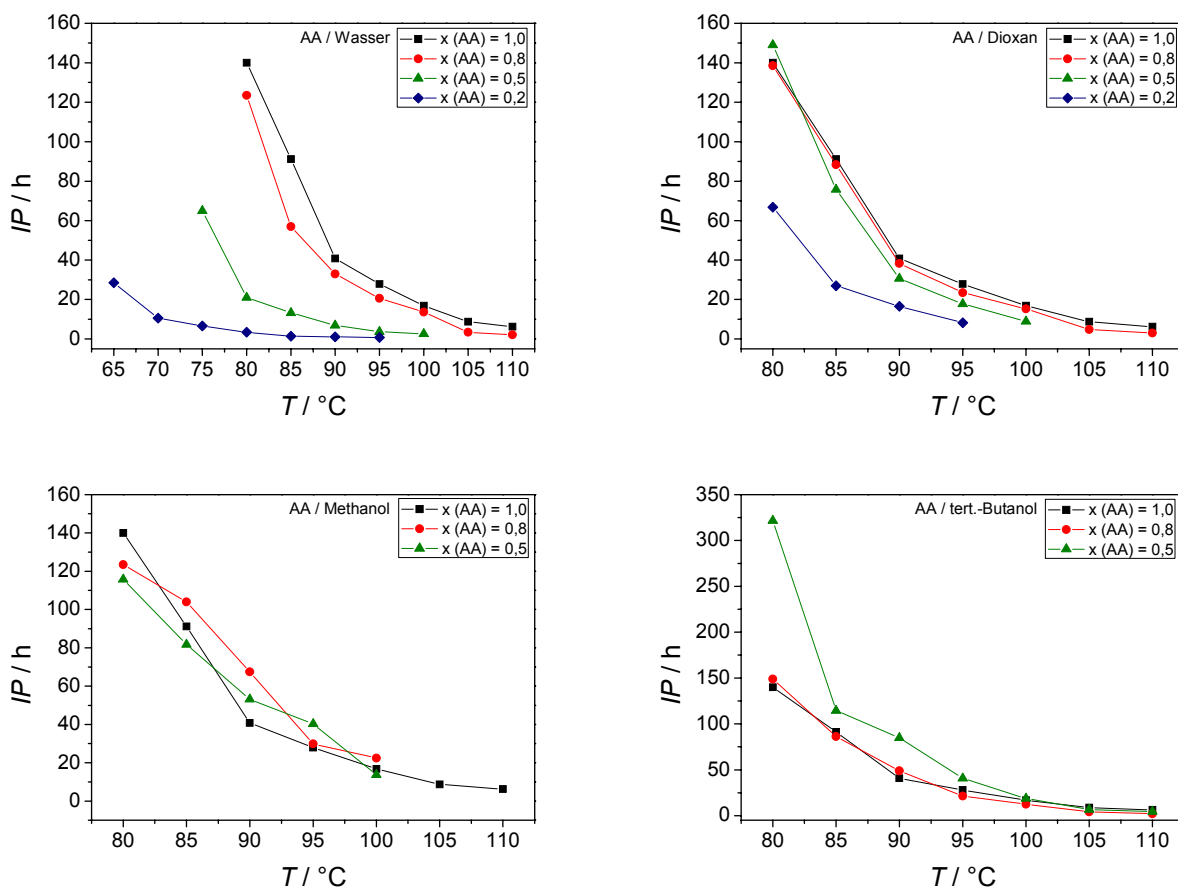 AA / Wasser
x (AA) = 1,0
x (AA) = 0,8
x (AA) = 0,5
x (AA) = 0,2
160
140
120
100
80
60
40
20
0
IP / h
65 70 75 80 85 90 95 100 105 110
T / °C
AA / Dioxan
x (AA) = 1,0
x (AA) = 0,8
x (AA) = 0,5
x (AA) = 0,2
160
140
120
100
80
60
40
20
0
IP / h
80 85 90 95 100 105 110
T / °C
AA / Methanol
x (AA) = 1,0
x (AA) = 0,8
x (AA) = 0,5
160
140
120
100
80
60
40
20
0
IP / h
80 85 90 95 100 105 110
T / °C
AA / tert.-Butanol
x (AA) = 1,0
x (AA) = 0,8
x (AA) = 0,5
350
300
250
200
150
100
50
0
IP / h
80 85 90 95 100 105 110
T / °C